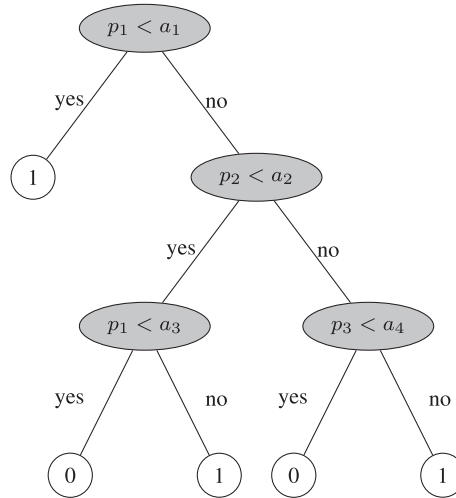 p₁ < a₁
yes no
1 p₂ < a₂
yes no
p₁ < a₃ p₃ < a₄
yes no yes no
0 1 0 1